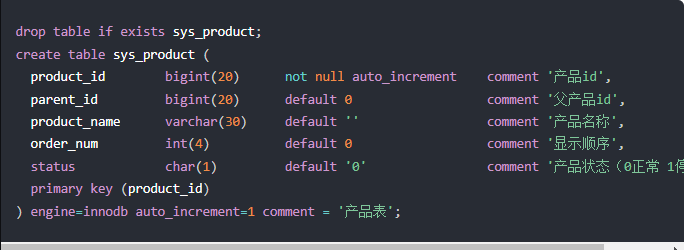 drop table if exists sys_product;
create table sys_product (
  product_id        bigint(20)      not null auto_increment    comment '产品id',
  parent_id         bigint(20)      default 0                  comment '父产品id',
  product_name      varchar(30)     default ''                 comment '产品名称',
  order_num         int(4)          default 0                  comment '显示顺序',
  status            char(1)         default '0'                comment '产品状态（0正常 1停
  primary key (product_id)
) engine=innodb auto_increment=1 comment = '产品表';